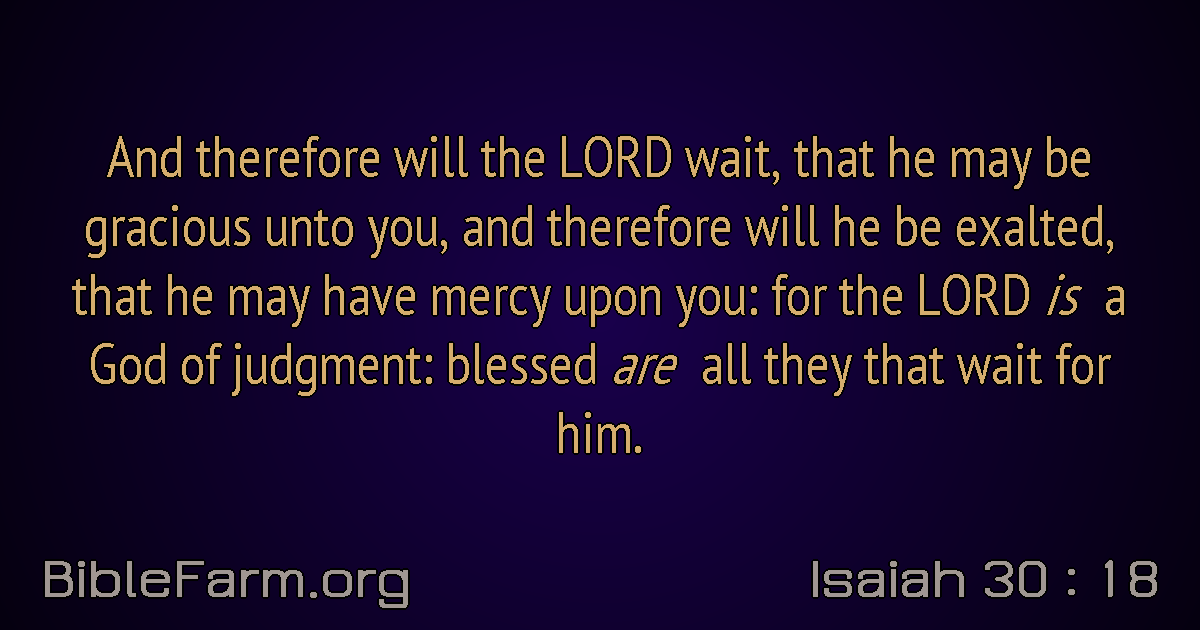 And therefore will the LORD wait, that he may be
gracious unto you, and therefore will he be exalted,
that he may have mercy upon you: for the LORD is a
God of judgment: blessed are all they that wait for
him.
BibleFarm.org
Isaiah 30 : 18